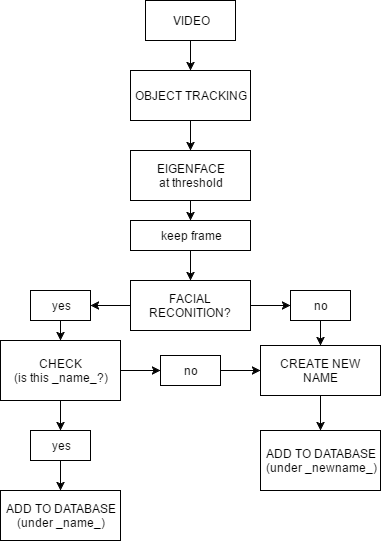 VIDEO
OBJECT TRACKING
EIGENFACE
at threshold
keep frame
yes
FACIAL
RECONITION?
no
CHECK
(is this _name_?)
no
CREATE NEW
NAME
yes
ADD TO DATABASE
(under _newname_)
ADD TO DATABASE
(under _name_)